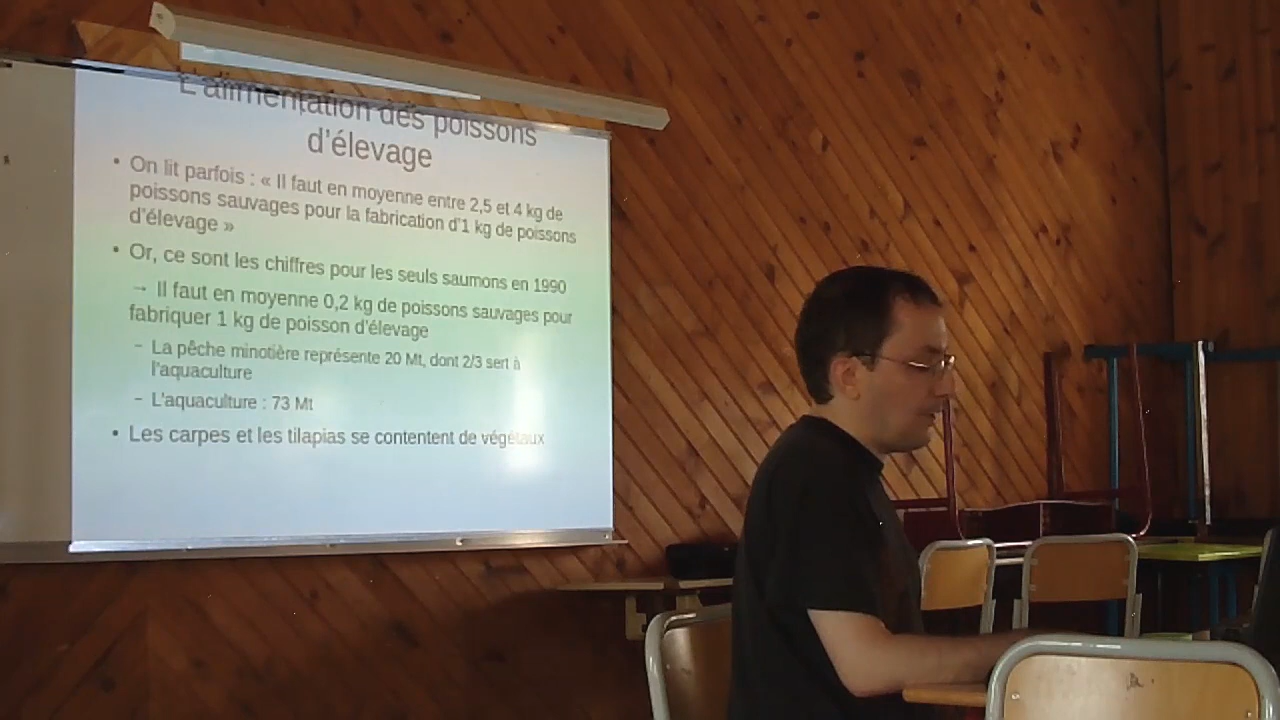 L'alimentation des poissons
d'élevage
• On lit parfois : « Il faut en moyenne entre 2,5 et 4 kg de
poissons sauvages pour la fabrication d'1 kg de poissons
d'élevage »
• Or, ce sont les chiffres pour les seuls saumons en 1990
→ Il faut en moyenne 0,2 kg de poissons sauvages pour
fabriquer 1 kg de poisson d'élevage
– La pêche minotière représente 20 Mt, dont 2/3 sert à
l'aquaculture
– L'aquaculture : 73 Mt
• Les carpes et les tilapias se contentent de végétaux